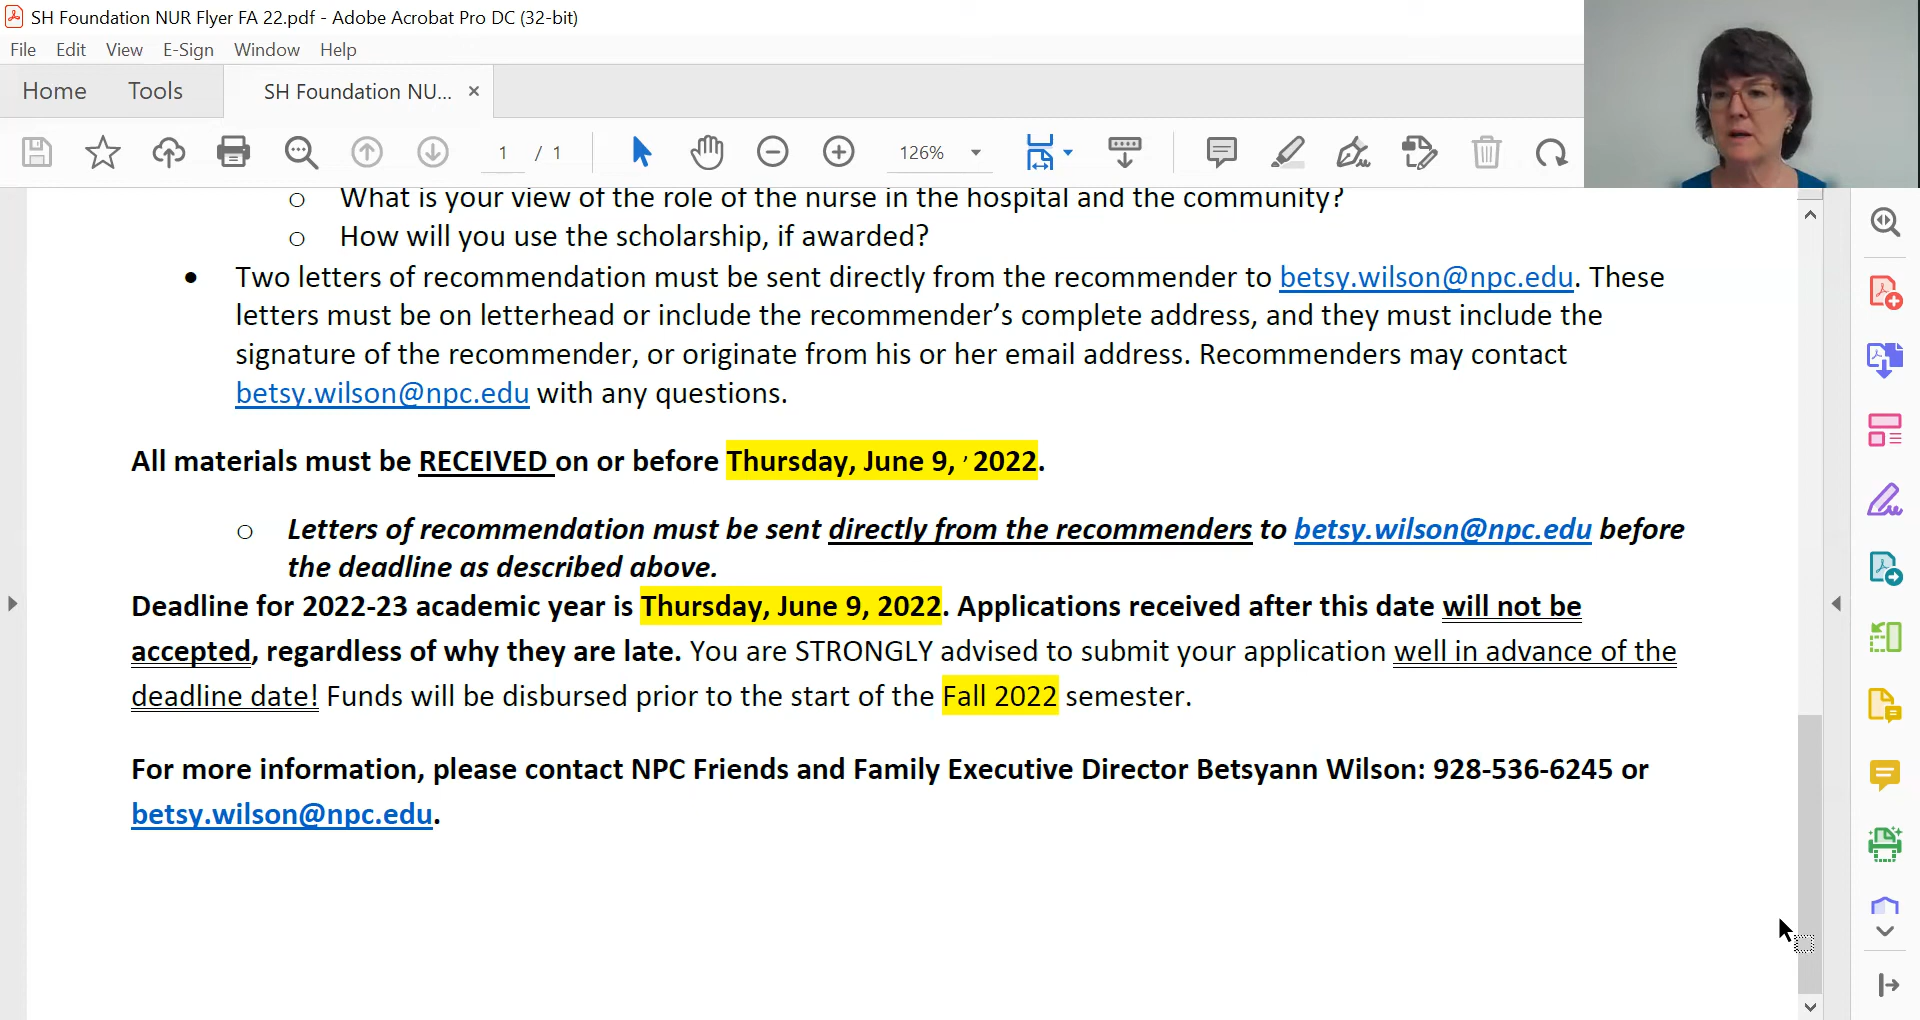 SH Foundation NUR Flyer FA 22.pdf - Adobe Acrobat Pro DC (32-bit)
File Edit View E-Sign Window Help
Home Tools SH Foundation NU... ×
1 / 1 126%
o What is your view of the role of the nurse in the hospital and the community?
o How will you use the scholarship, if awarded?
• Two letters of recommendation must be sent directly from the recommender to betsy.wilson@npc.edu. These
letters must be on letterhead or include the recommender’s complete address, and they must include the
signature of the recommender, or originate from his or her email address. Recommenders may contact
betsy.wilson@npc.edu with any questions.
All materials must be RECEIVED on or before Thursday, June 9, , 2022.
o Letters of recommendation must be sent directly from the recommenders to betsy.wilson@npc.edu before
the deadline as described above.
Deadline for 2022-23 academic year is Thursday, June 9, 2022. Applications received after this date will not be
accepted, regardless of why they are late. You are STRONGLY advised to submit your application well in advance of the
deadline date! Funds will be disbursed prior to the start of the Fall 2022 semester.
For more information, please contact NPC Friends and Family Executive Director Betsyann Wilson: 928-536-6245 or
betsy.wilson@npc.edu.